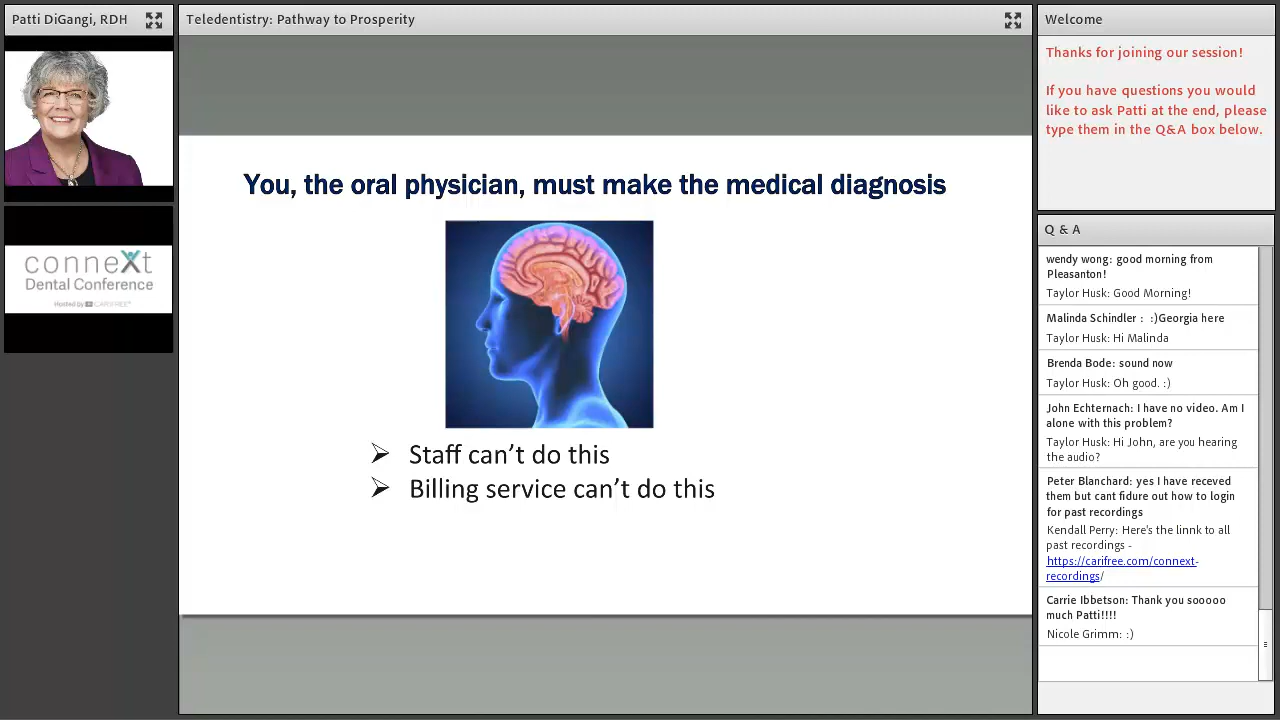 Patti DiGangi, RDH
Teledentistry: Pathway to Prosperity
Welcome
Thanks for joining our session!
If you have questions you would
like to ask Patti at the end, please
type them in the Q&A box below.
You, the oral physician, must make the medical diagnosis
Staff can't do this
Billing service can't do this
conneXt
Dental Conference
Hosted by CARIFREE
Q & A
wendy wong: good morning from
Pleasanton!
Taylor Husk: Good Morning!
Malinda Schindler : :)Georgia here
Taylor Husk: Hi Malinda
Brenda Bode: sound now
Taylor Husk: Oh good. :)
John Echternach: I have no video. Am I
alone with this problem?
Taylor Husk: Hi John, are you hearing
the audio?
Peter Blanchard: yes I have receved
them but cant fidure out how to login
for past recordings
Kendall Perry: Here's the linnk to all
past recordings -
https://carifree.com/connext-
recordings/
Carrie Ibbetson: Thank you sooooo
much Patti!!!!
Nicole Grimm: :)